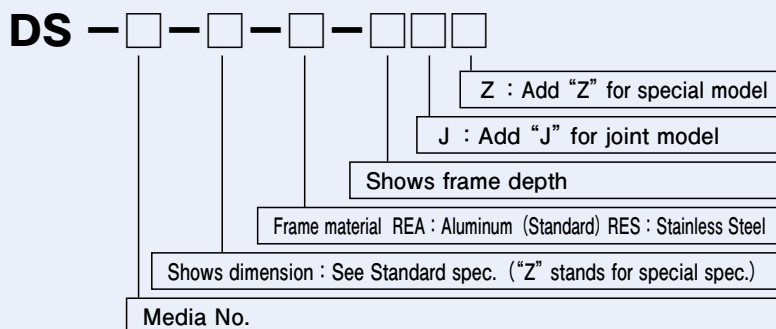 DS －□－□－□－□□□
Z：Add “Z” for special model
J：Add “J” for joint model
Shows frame depth
Frame material REA：Aluminum（Standard）RES：Stainless Steel
Shows dimension：See Standard spec.（“Z” stands for special spec.）
Media No.